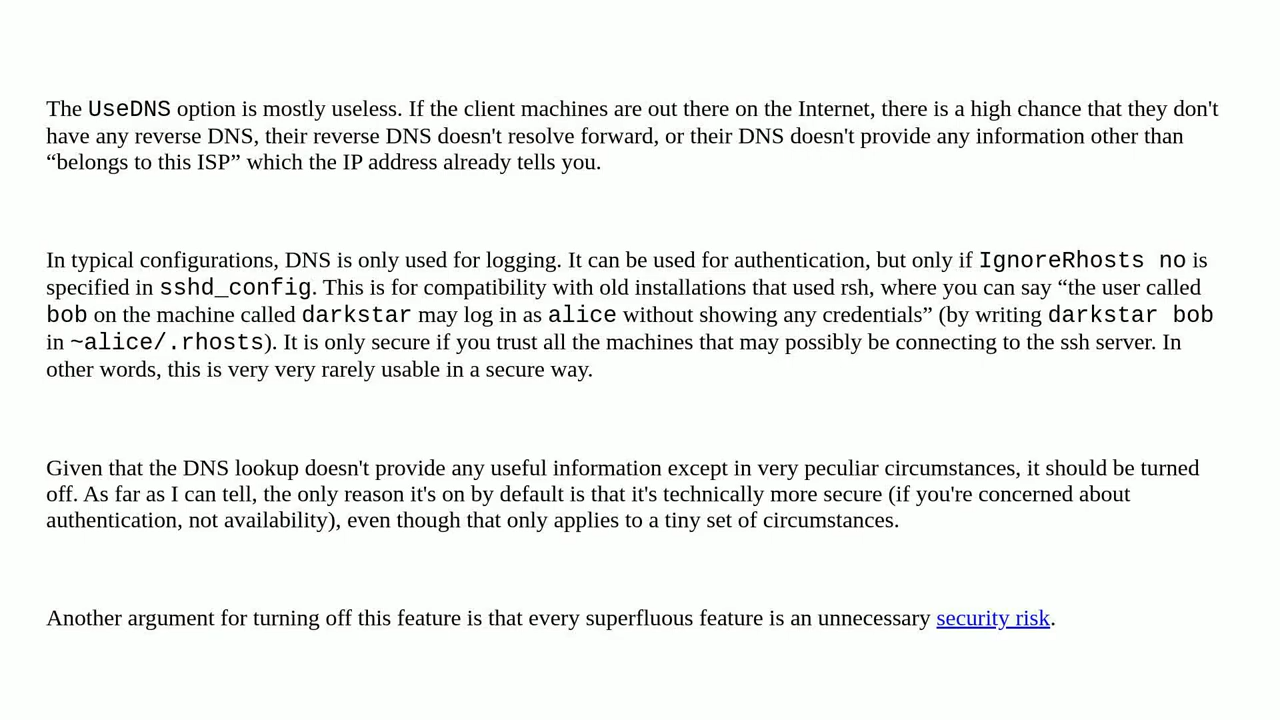 The UseDNS option is mostly useless. If the client machines are out there on the Internet, there is a high chance that they don't
have any reverse DNS, their reverse DNS doesn't resolve forward, or their DNS doesn't provide any information other than
“belongs to this ISP” which the IP address already tells you.
In typical configurations, DNS is only used for logging. It can be used for authentication, but only if IgnoreRhosts no is
specified in sshd_config. This is for compatibility with old installations that used rsh, where you can say “the user called
bob on the machine called darkstar may log in as alice without showing any credentials” (by writing darkstar bob
in ~alice/.rhosts). It is only secure if you trust all the machines that may possibly be connecting to the ssh server. In
other words, this is very very rarely usable in a secure way.
Given that the DNS lookup doesn't provide any useful information except in very peculiar circumstances, it should be turned
off. As far as I can tell, the only reason it's on by default is that it's technically more secure (if you're concerned about
authentication, not availability), even though that only applies to a tiny set of circumstances.
Another argument for turning off this feature is that every superfluous feature is an unnecessary security risk.